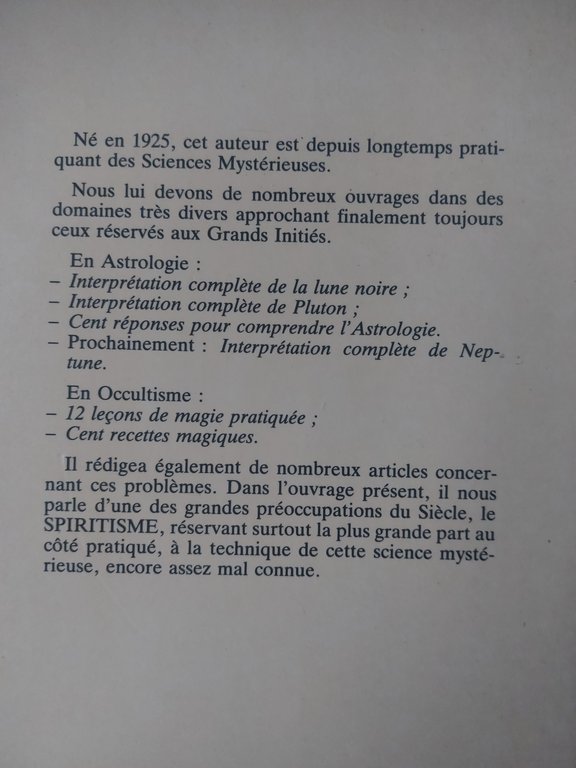 Né en 1925, cet auteur est depuis longtemps prati-
quant des Sciences Mystérieuses.
Nous lui devons de nombreux ouvrages dans des
domaines très divers approchant finalement toujours
ceux réservés aux Grands Initiés.
En Astrologie :
– Interprétation complète de la lune noire ;
– Interprétation complète de Pluton ;
– Cent réponses pour comprendre l'Astrologie.
– Prochainement : Interprétation complète de Nep-
tune.
En Occultisme :
– 12 leçons de magie pratiquée ;
– Cent recettes magiques.
Il rédigea également de nombreux articles concer-
nant ces problèmes. Dans l'ouvrage présent, il nous
parle d'une des grandes préoccupations du Siècle, le
SPIRITISME, réservant surtout la plus grande part au
côté pratiqué, à la technique de cette science mysté-
rieuse, encore assez mal connue.